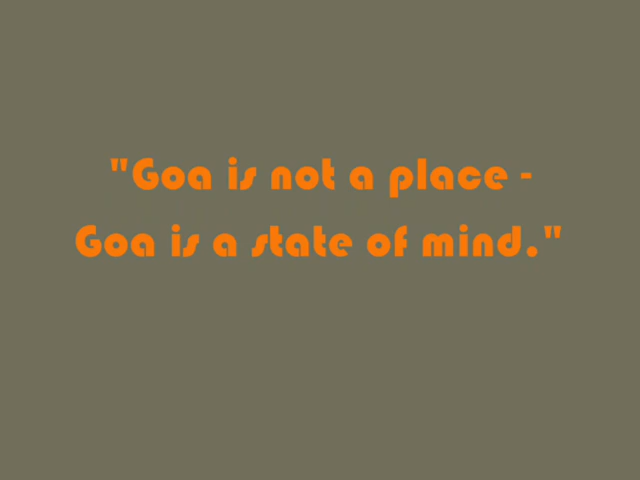 "Goa is not a place -
Goa is a state of mind."